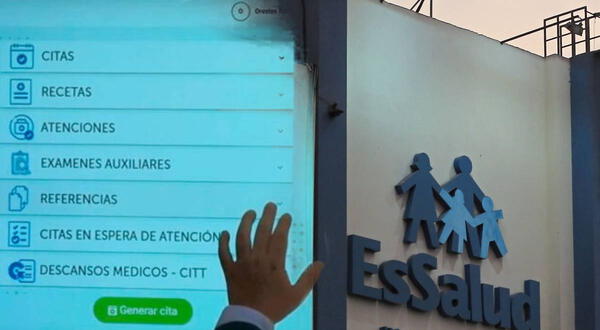 CITAS
RECETAS
ATENCIONES
EXAMENES AUXILIARES
REFERENCIAS
CITAS EN ESPERA DE ATENCIÓN
DESCANSOS MEDICOS - CITT
Generar cita
EsSalud